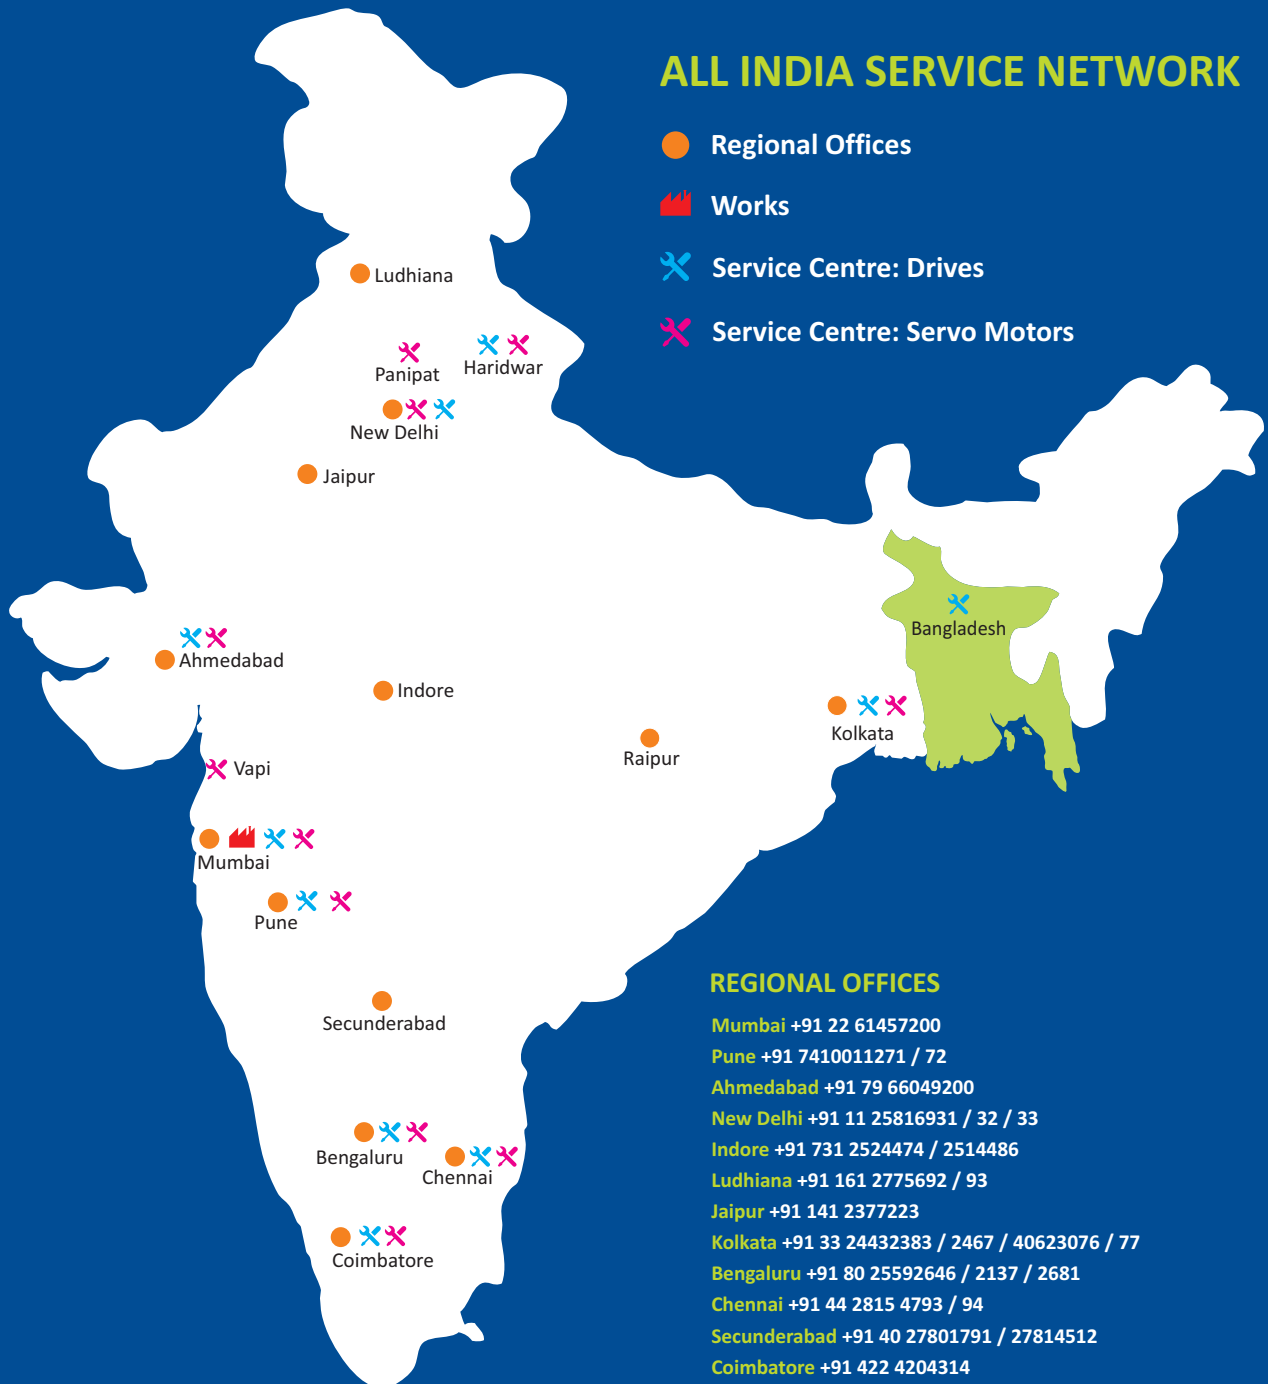 ALL INDIA SERVICE NETWORK
Regional Offices
Works
Service Centre: Drives
Service Centre: Servo Motors
Ludhiana
Panipat
Haridwar
New Delhi
Jaipur
Bangladesh
Ahmedabad
Indore
Kolkata
Raipur
Vapi
Mumbai
Pune
Secunderabad
Bengaluru
Chennai
Coimbatore
REGIONAL OFFICES
Mumbai +91 22 61457200
Pune +91 7410011271 / 72
Ahmedabad +91 79 66049200
New Delhi +91 11 25816931 / 32 / 33
Indore +91 731 2524474 / 2514486
Ludhiana +91 161 2775692 / 93
Jaipur +91 141 2377223
Kolkata +91 33 24432383 / 2467 / 40623076 / 77
Bengaluru +91 80 25592646 / 2137 / 2681
Chennai +91 44 2815 4793 / 94
Secunderabad +91 40 27801791 / 27814512
Coimbatore +91 422 4204314